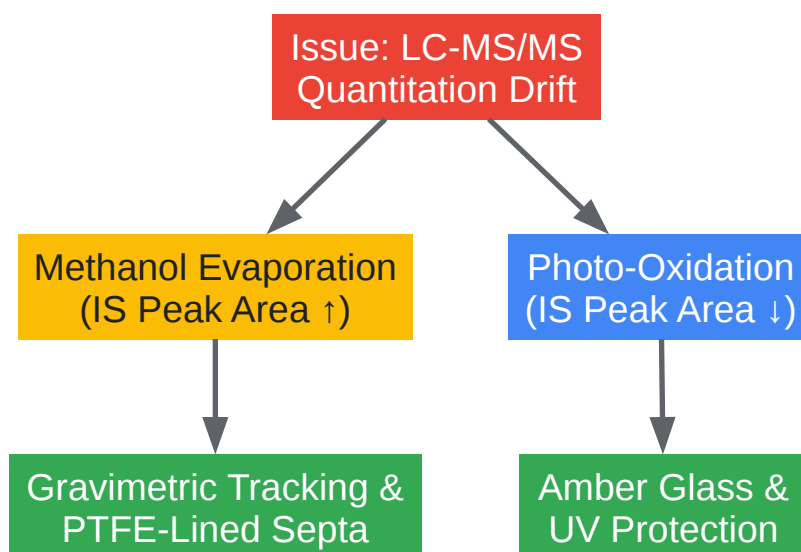 Issue: LC-MS/MS
Quantitation Drift
Methanol Evaporation
(IS Peak Area ↑)
Photo-Oxidation
(IS Peak Area ↓)
Gravimetric Tracking &
PTFE-Lined Septa
Amber Glass &
UV Protection